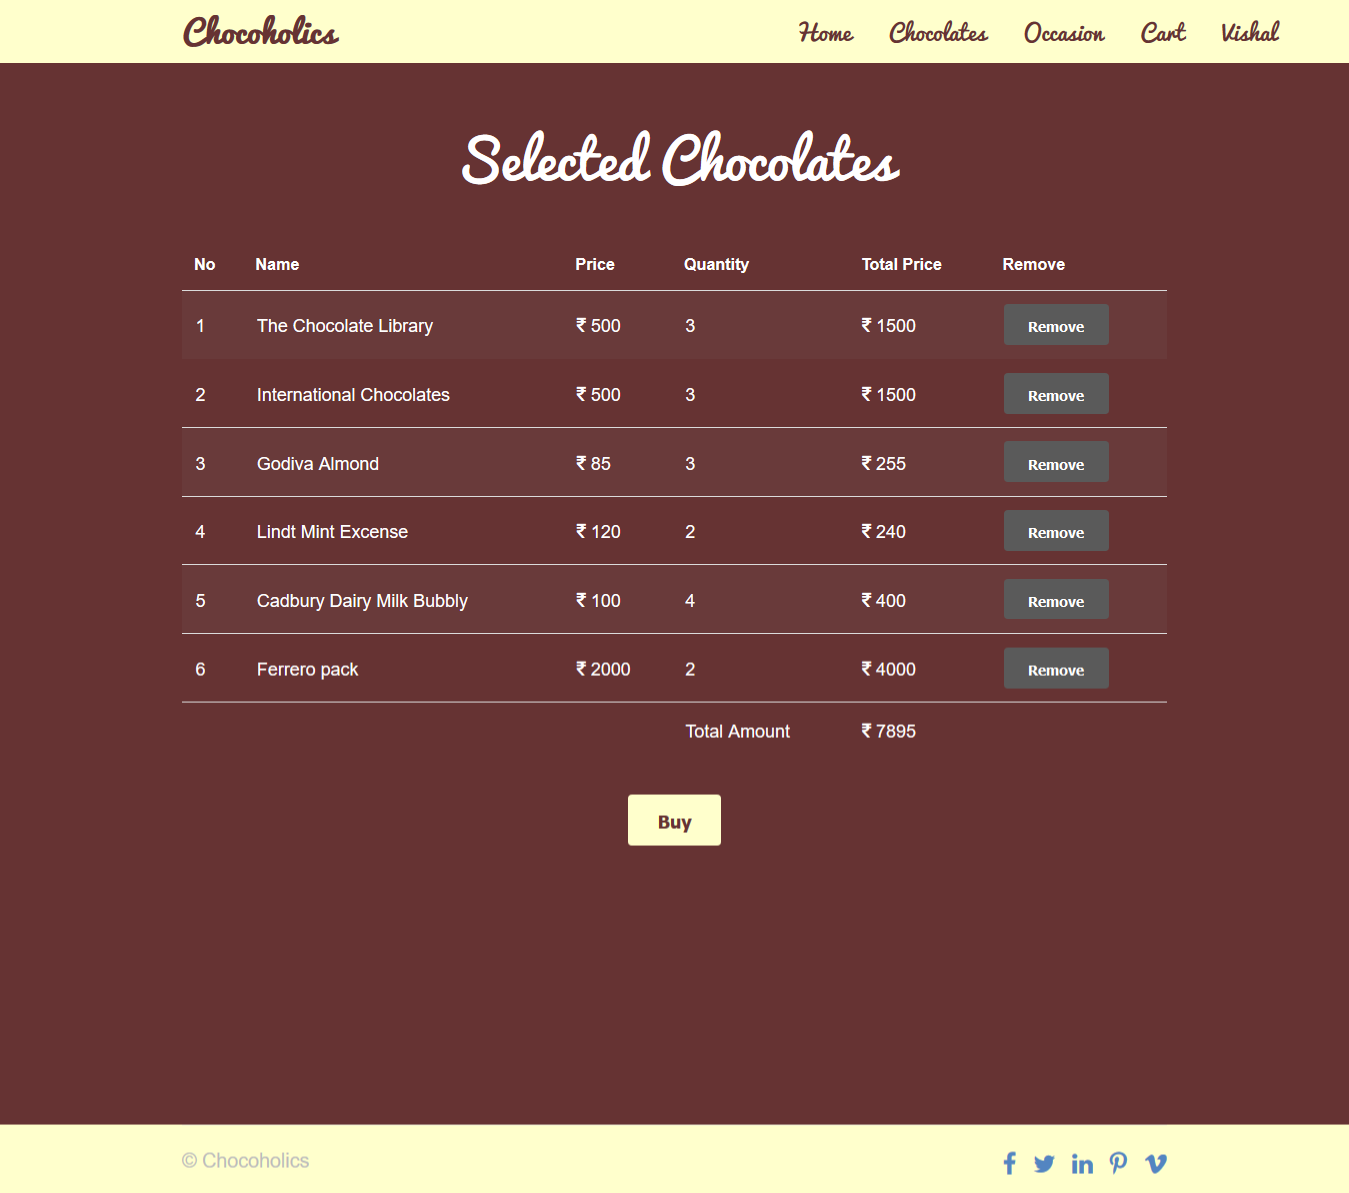 Chocoholics Home Chocolates Occasion Cart Vishal
Selected Chocolates
No Name Price Quantity Total Price Remove
1 The Chocolate Library ₹ 500 3 ₹ 1500 Remove
2 International Chocolates ₹ 500 3 ₹ 1500 Remove
3 Godiva Almond ₹ 85 3 ₹ 255 Remove
4 Lindt Mint Excense ₹ 120 2 ₹ 240 Remove
5 Cadbury Dairy Milk Bubbly ₹ 100 4 ₹ 400 Remove
6 Ferrero pack ₹ 2000 2 ₹ 4000 Remove
Total Amount ₹ 7895
Buy
© Chocoholics